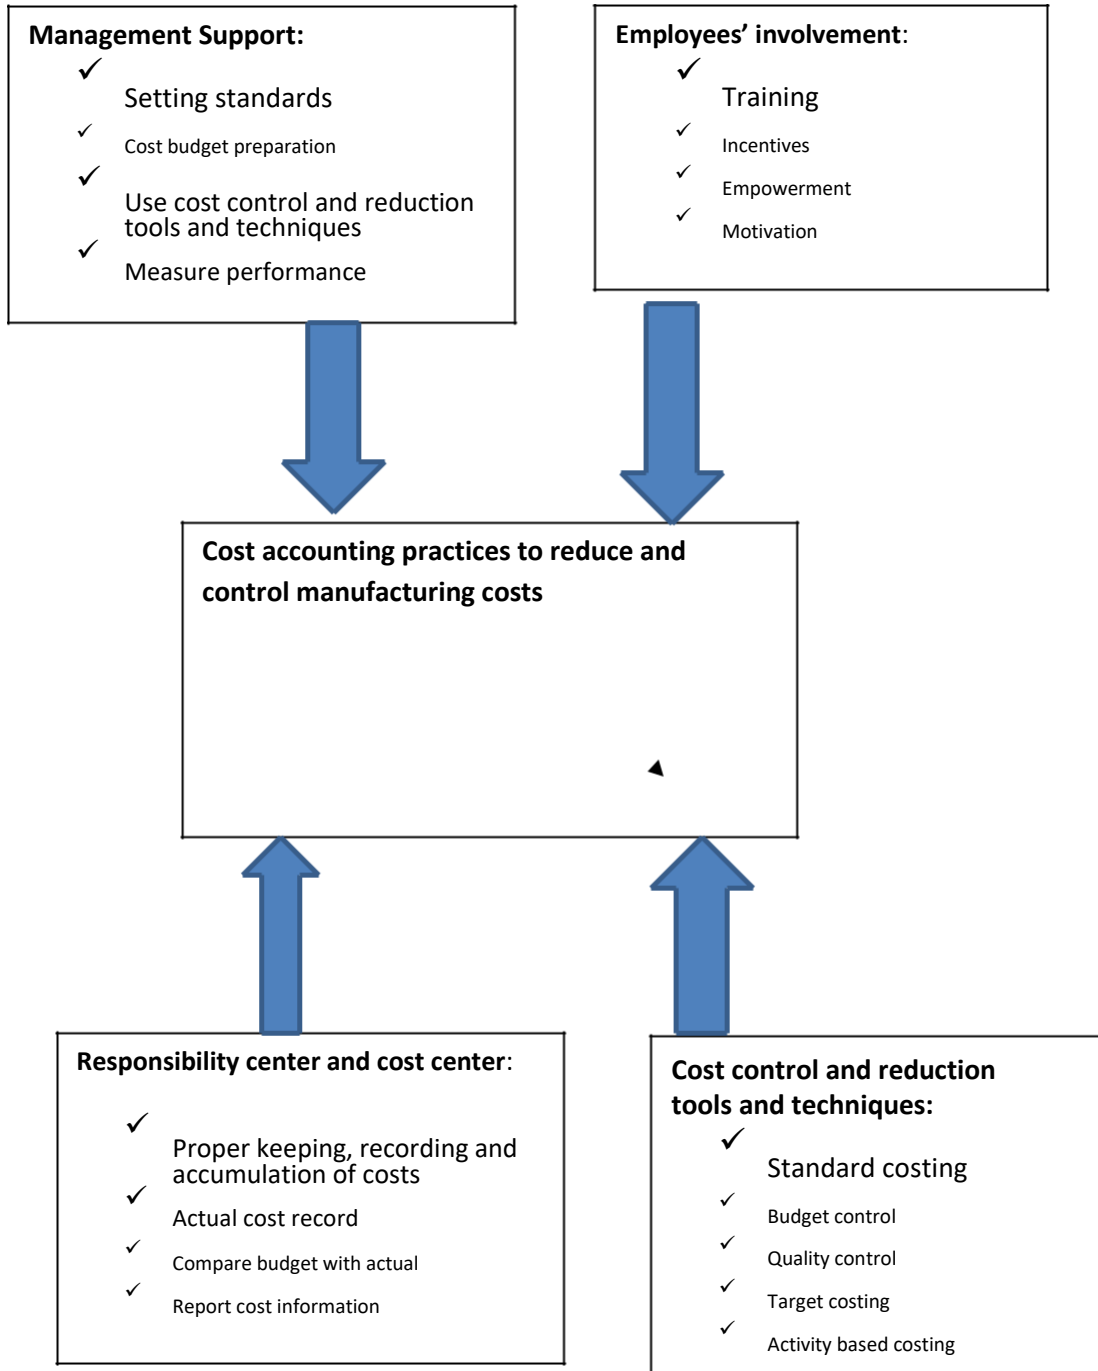 Management Support:
✓ Setting standards
✓ Cost budget preparation
✓ Use cost control and reduction
tools and techniques
✓ Measure performance
Employees’ involvement:
✓ Training
✓ Incentives
✓ Empowerment
✓ Motivation
Cost accounting practices to reduce and
control manufacturing costs
Responsibility center and cost center:
✓ Proper keeping, recording and
accumulation of costs
✓ Actual cost record
✓ Compare budget with actual
✓ Report cost information
Cost control and reduction
tools and techniques:
✓ Standard costing
✓ Budget control
✓ Quality control
✓ Target costing
✓ Activity based costing